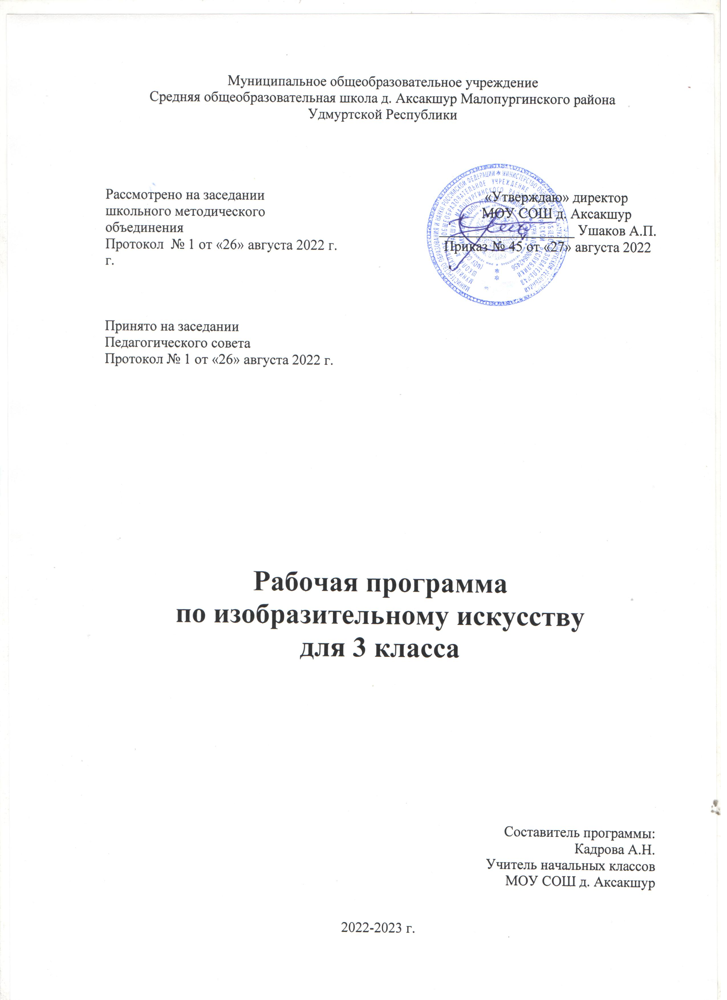 Муниципальное общеобразовательное учреждение
Средняя общеобразовательная школа д. Аксакшур Малопургинского района
Удмуртской Республики
Рассмотрено на заседании
школьного методического
объединения
Протокол  № 1 от «26» августа 2022 г.
г.
«Утверждаю» директор
МОУ СОШ д. Аксакшур
Ушаков А.П.
Приказ № 45 от «27» августа 2022
Принято на заседании
Педагогического совета
Протокол № 1 от «26» августа 2022 г.
Рабочая программа
по изобразительному искусству
для 3 класса
Составитель программы:
Кадрова А.Н.
Учитель начальных классов
МОУ СОШ д. Аксакшур
2022-2023 г.